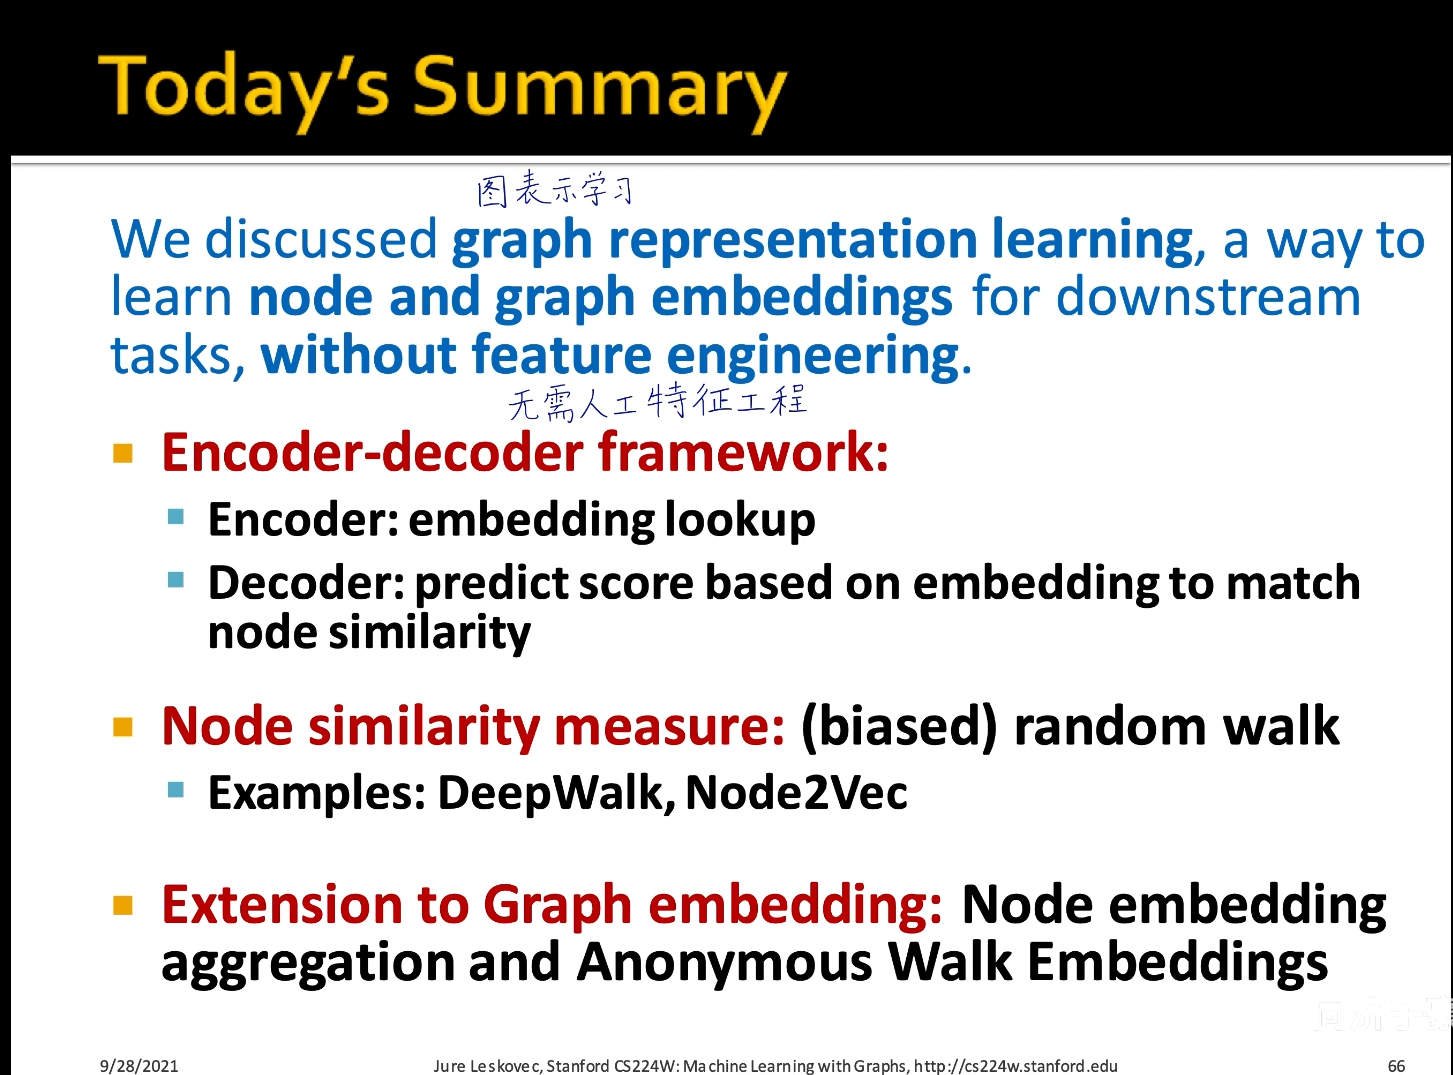 Today's Summary
图表示学习
We discussed graph representation learning, a way to
learn node and graph embeddings for downstream
tasks, without feature engineering.
无需人工特征工程
Encoder-decoder framework:
Encoder: embedding lookup
Decoder: predict score based on embedding to match
node similarity
Node similarity measure: (biased) random walk
Examples: DeepWalk, Node2Vec
Extension to Graph embedding: Node embedding
aggregation and Anonymous Walk Embeddings
9/28/2021
Jure Leskovec, Stanford CS224W: Machine Learning with Graphs, http://cs224w.stanford.edu
66